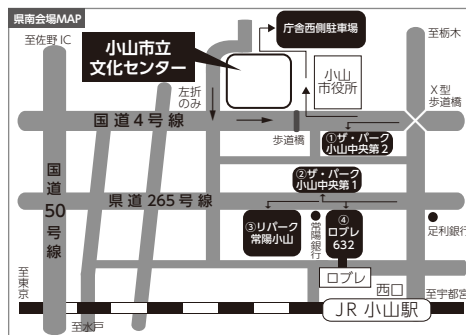 県南会場MAP
至佐野IC
庁舎西側駐車場
至栃木
小山市立
文化センター
小山
市役所
X型
歩道橋
左折
のみ
国道4号線
歩道橋
①ザ・パーク
小山中央第2
国道50号線
②ザ・パーク
小山中央第1
県道265号線
③リパーク
常陽小山
常陽銀行
④
ロブレ
632
足利銀行
至東京
ロブレ
西口
至宇都宮
JR 小山駅
至水戸